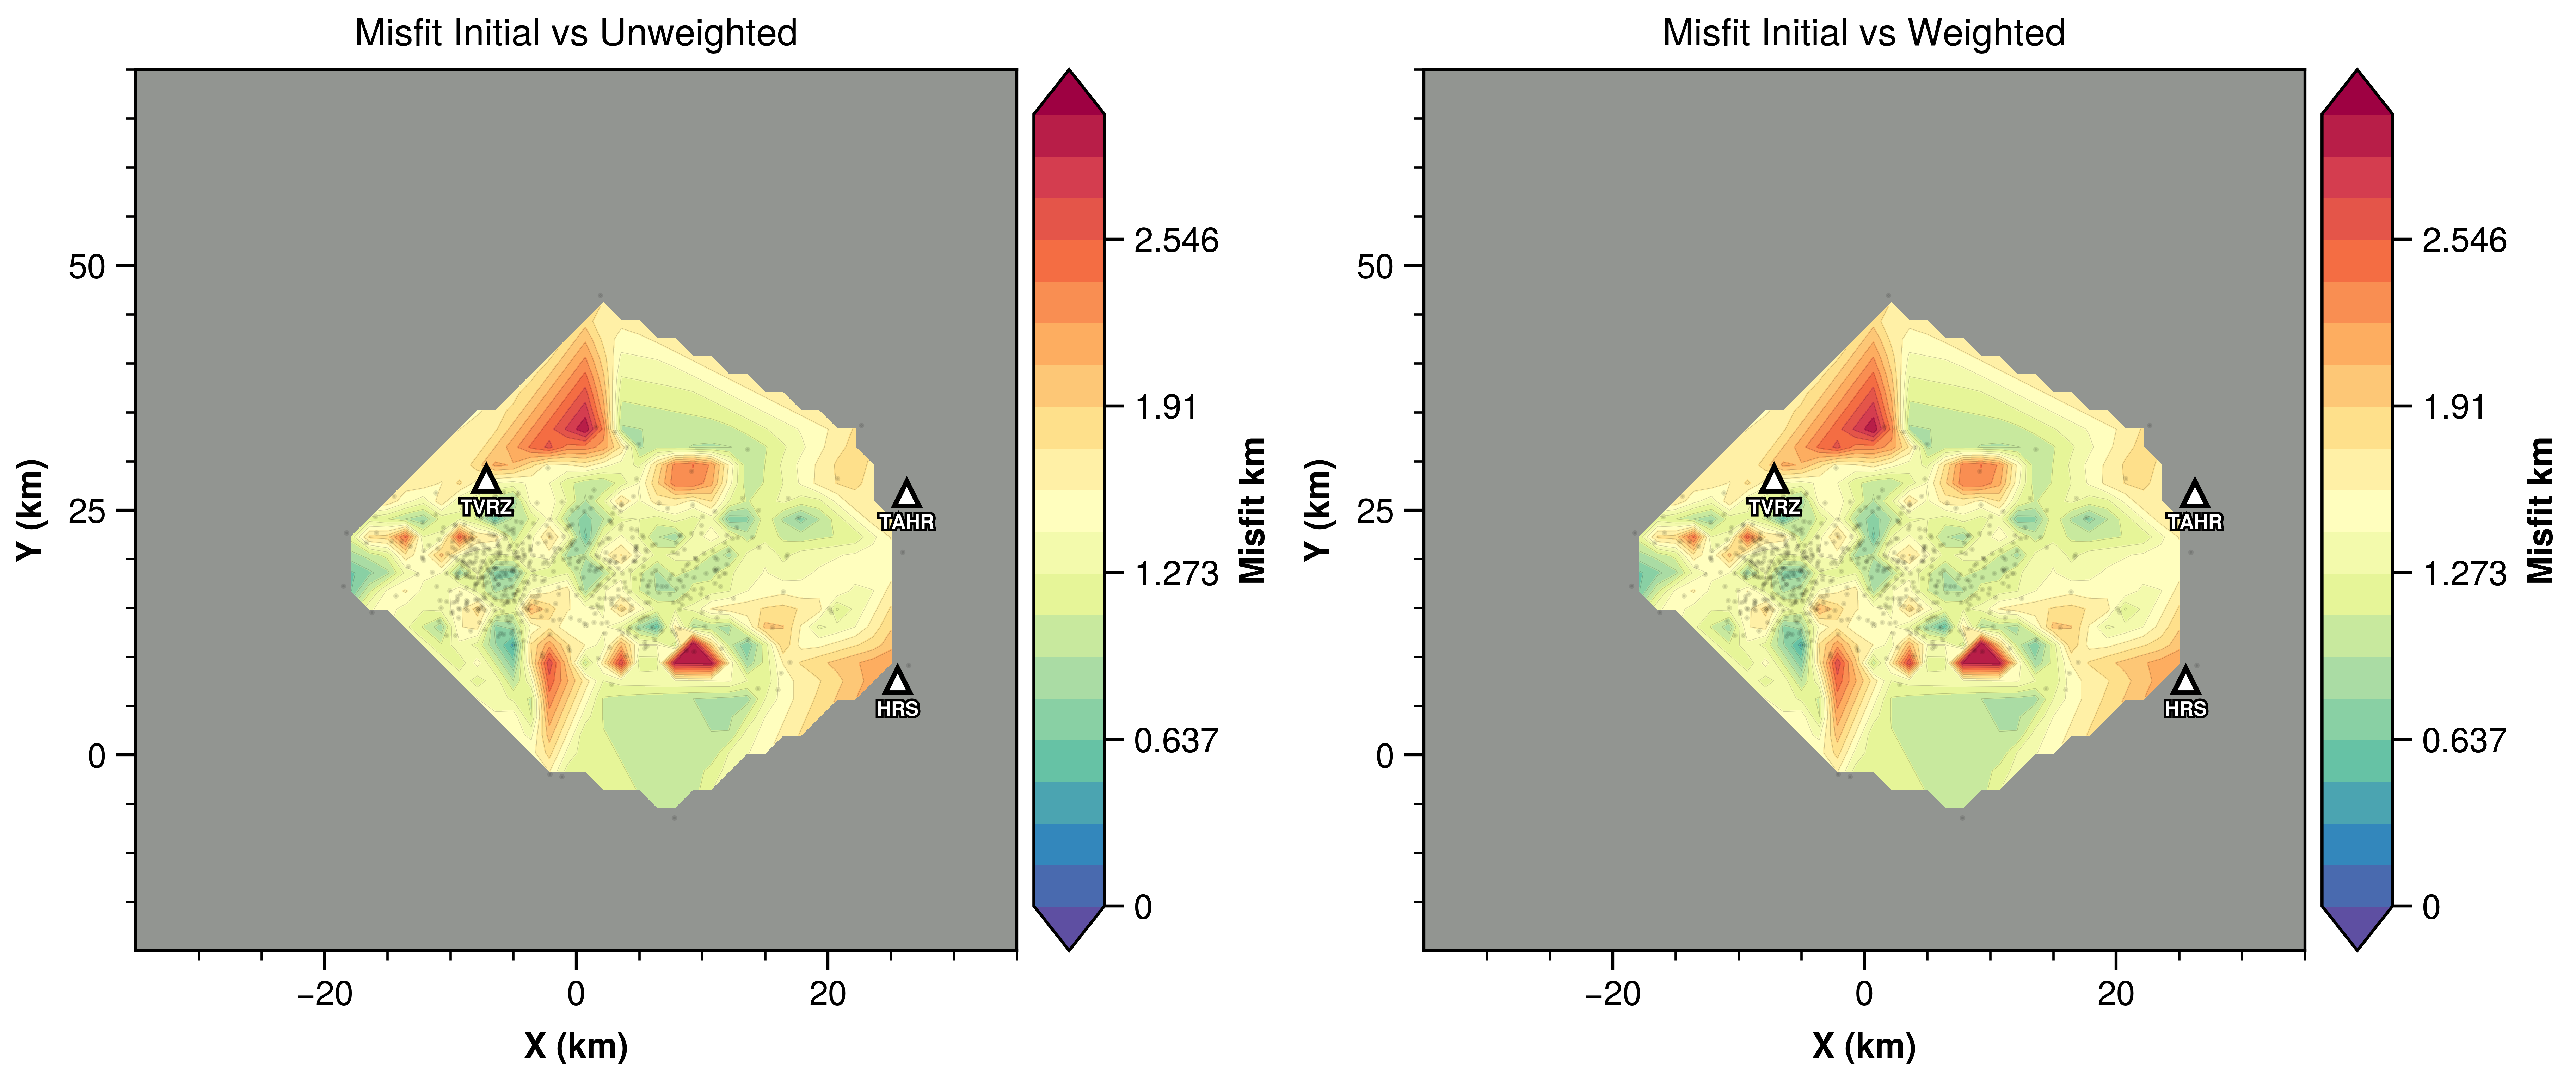 Misfit Initial vs Unweighted
50
25
0
Y (km)
−20
0
20
X (km)
TVRZ
TAHR
HRS
2.546
1.91
1.273
0.637
0
Misfit km
Misfit Initial vs Weighted
50
25
0
Y (km)
−20
0
20
X (km)
TVRZ
TAHR
HRS
2.546
1.91
1.273
0.637
0
Misfit km